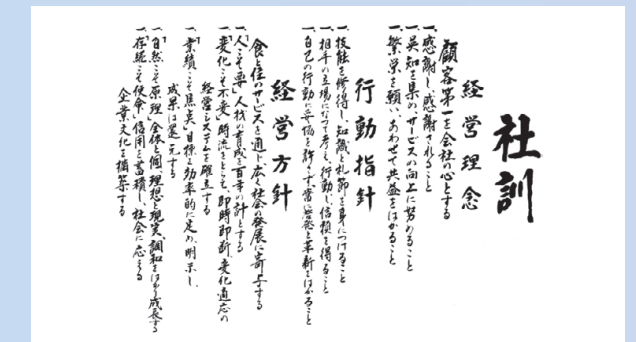 社訓
経営理念
顧客第一を会社の心とする
一、感謝し感謝されること
一、英知を集めサービスの向上に努めること
一、繁栄を願い、あわせて共益をはかること
行動指針
一、技能を修得し、知識と礼節を身につけること
一、相手の立場になって考え、行動し、信頼を得ること
一、自己の行動に妥協を許さず、常に啓発と革新をはかること
経営方針
食と住のサービスを通じ広く社会の発展に寄与する
一、「人こそ要」人材の育成を百年の計とする
一、「変化こそ不変」時流をとらえ、即時即断、変化適応の
経営システムを確立する
一、「業績こそ焦点」目標を効率的に定め、明示し、
成果は還元する
一、「自然こそ原理」全体と個、理想と現実、調和をはかり成長する
一、「存続こそ使命」信用を蓄積し、社会に応える
企業文化を構築する